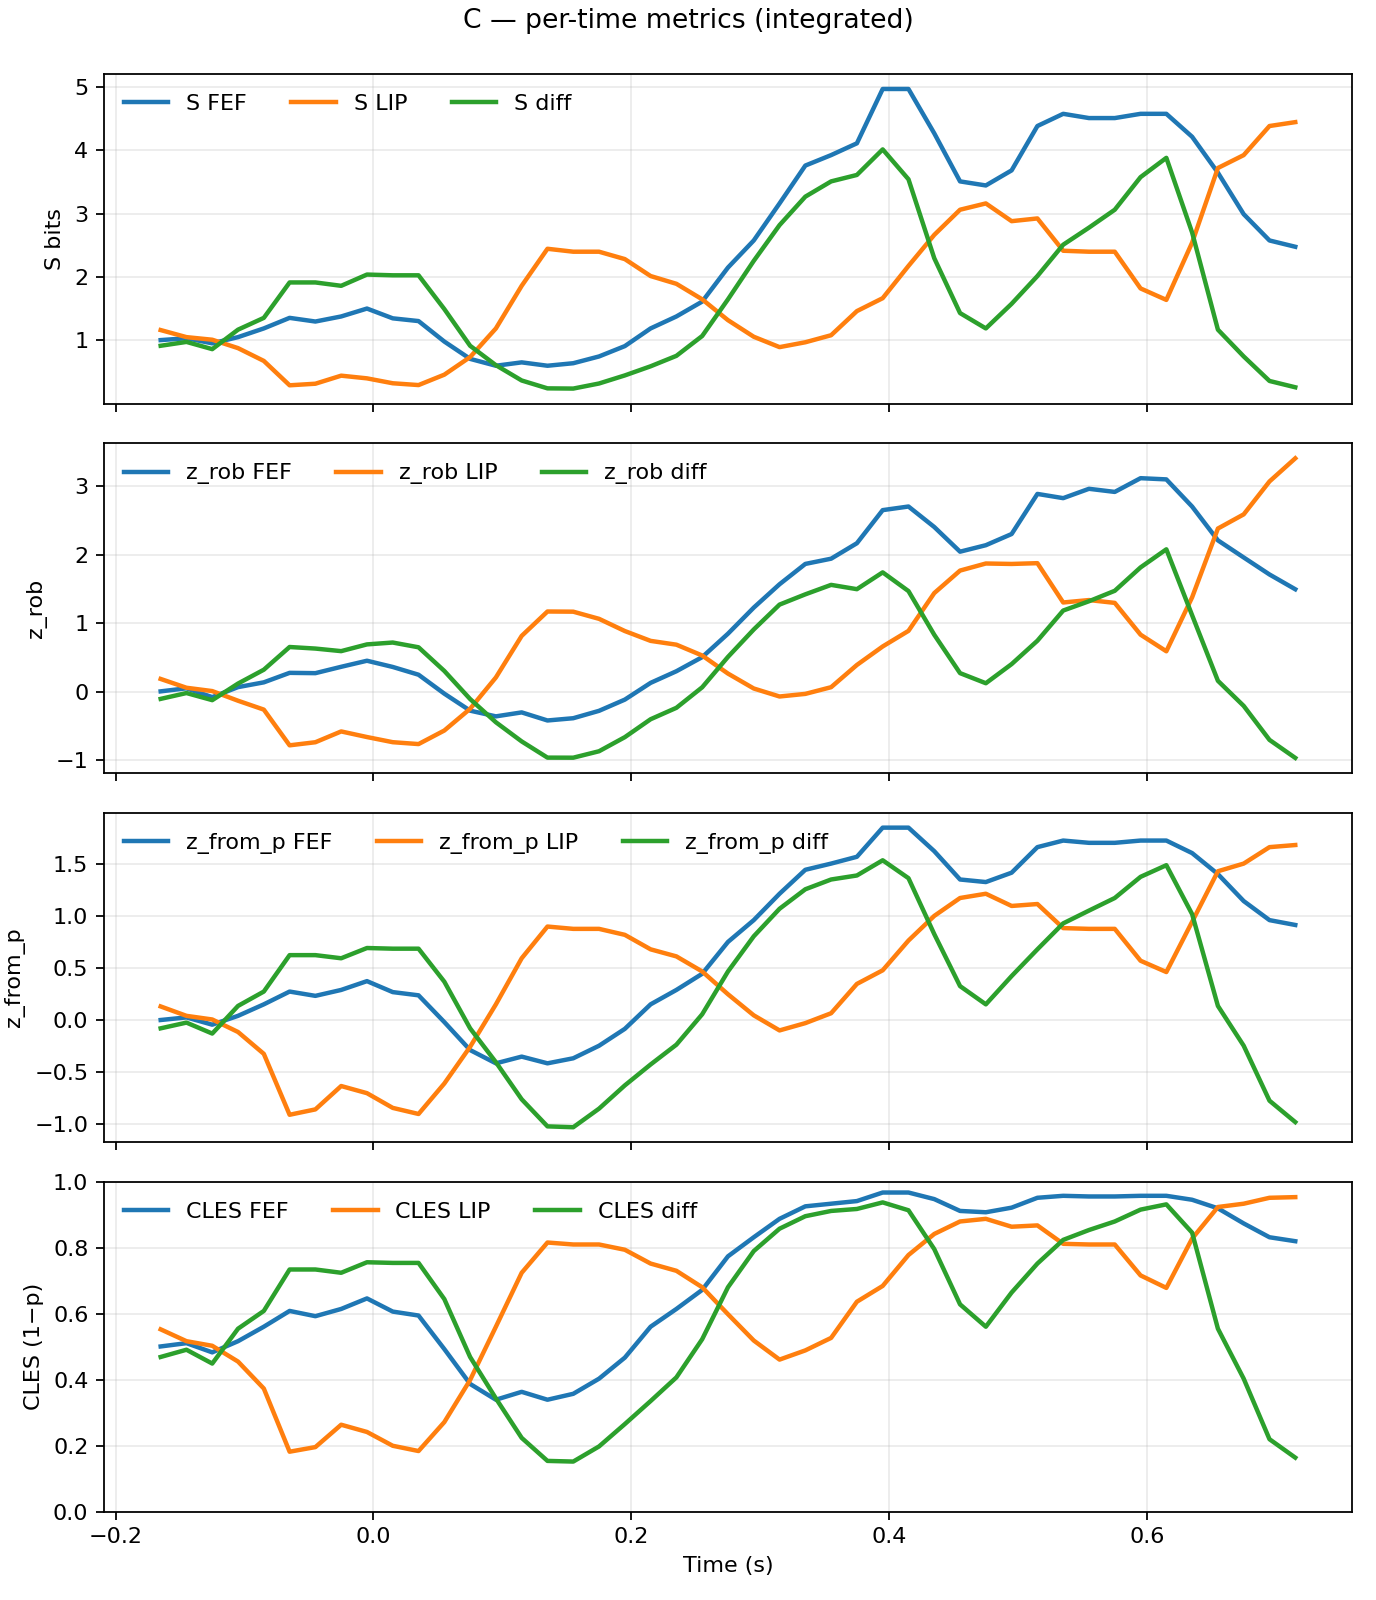 C — per-time metrics (integrated)
S FEF S LIP S diff
5
4
3
2
1
S bits
z_rob FEF z_rob LIP z_rob diff
3
2
1
0
−1
z_rob
z_from_p FEF z_from_p LIP z_from_p diff
1.5
1.0
0.5
0.0
−0.5
−1.0
z_from_p
CLES FEF CLES LIP CLES diff
1.0
0.8
0.6
0.4
0.2
0.0
CLES (1−p)
−0.2 0.0 0.2 0.4 0.6
Time (s)